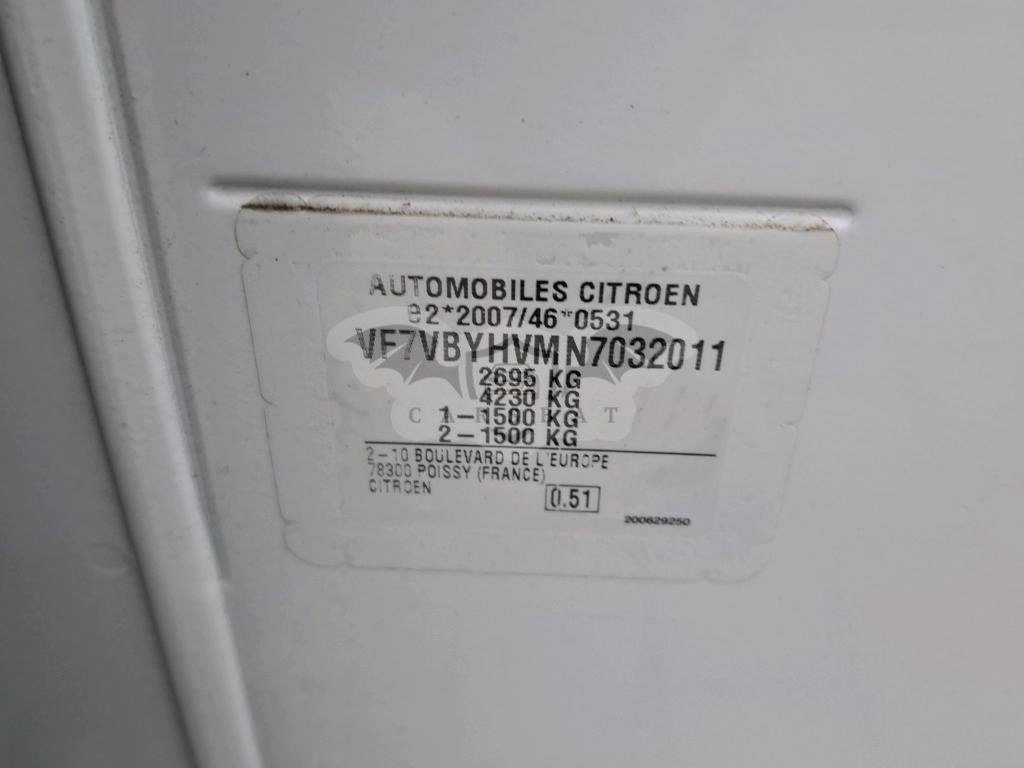 AUTOMOBILES CITROEN
e2*2007/46*0531
VF7VBYHVMN7032011
2695 KG
4230 KG
1-1500 KG
2-1500 KG
2-10 BOULEVARD DE L'EUROPE
78300 POISSY (FRANCE)
CITROEN
0.51
200629250